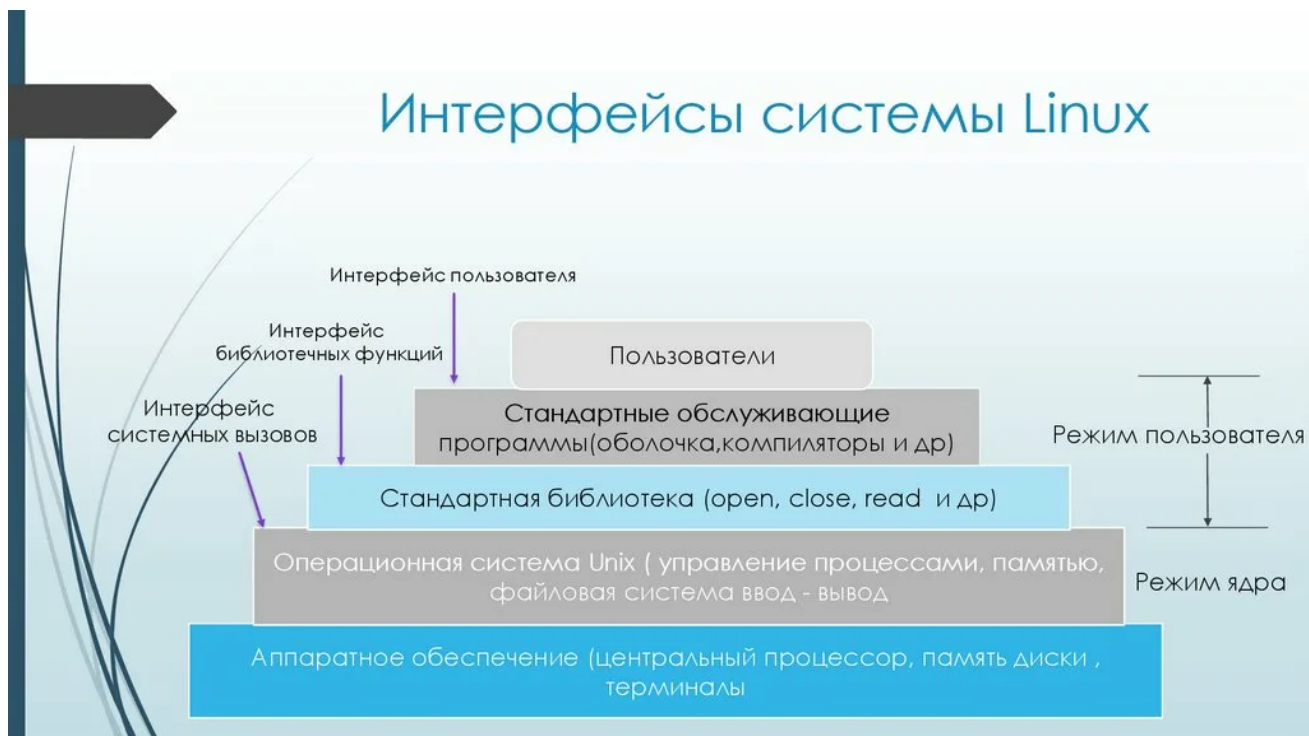 Интерфейсы системы Linux
Интерфейс пользователя
Интерфейс
библиотечных функций
Интерфейс
системных вызовов
Пользователи
Стандартные обслуживающие
программы(оболочка,компиляторы и др)
Стандартная библиотека (open, close, read и др)
Операционная система Unix ( управление процессами, памятью,
файловая система ввод - вывод
Аппаратное обеспечение (центральный процессор, память диски ,
терминалы
Режим пользователя
Режим ядра